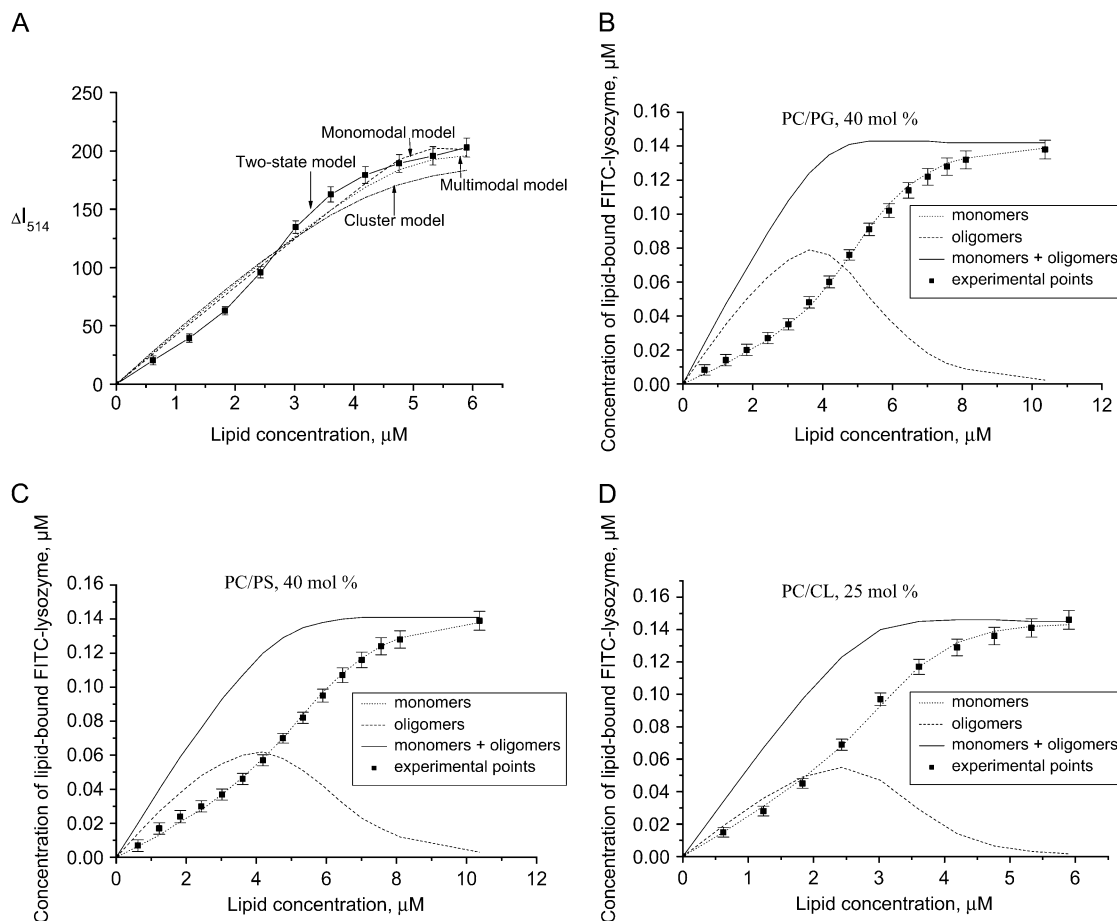 A
250
200
150
100
50
0
ΔI514
Monomodal model
Two-state model
Multimodal model
Cluster model
0 1 2 3 4 5 6
Lipid concentration, μM
B
Concentration of lipid-bound FITC-lysozyme, μM
0.16
0.14
0.12
0.10
0.08
0.06
0.04
0.02
0.00
PC/PG, 40 mol %
monomers
oligomers
monomers + oligomers
experimental points
0 2 4 6 8 10 12
Lipid concentration, μM
C
Concentration of lipid-bound FITC-lysozyme, μM
0.16
0.14
0.12
0.10
0.08
0.06
0.04
0.02
0.00
PC/PS, 40 mol %
monomers
oligomers
monomers + oligomers
experimental points
0 2 4 6 8 10 12
Lipid concentration, μM
D
Concentration of lipid-bound FITC-lysozyme, μM
0.16
0.14
0.12
0.10
0.08
0.06
0.04
0.02
0.00
PC/CL, 25 mol %
monomers
oligomers
monomers + oligomers
experimental points
0 1 2 3 4 5 6
Lipid concentration, μM